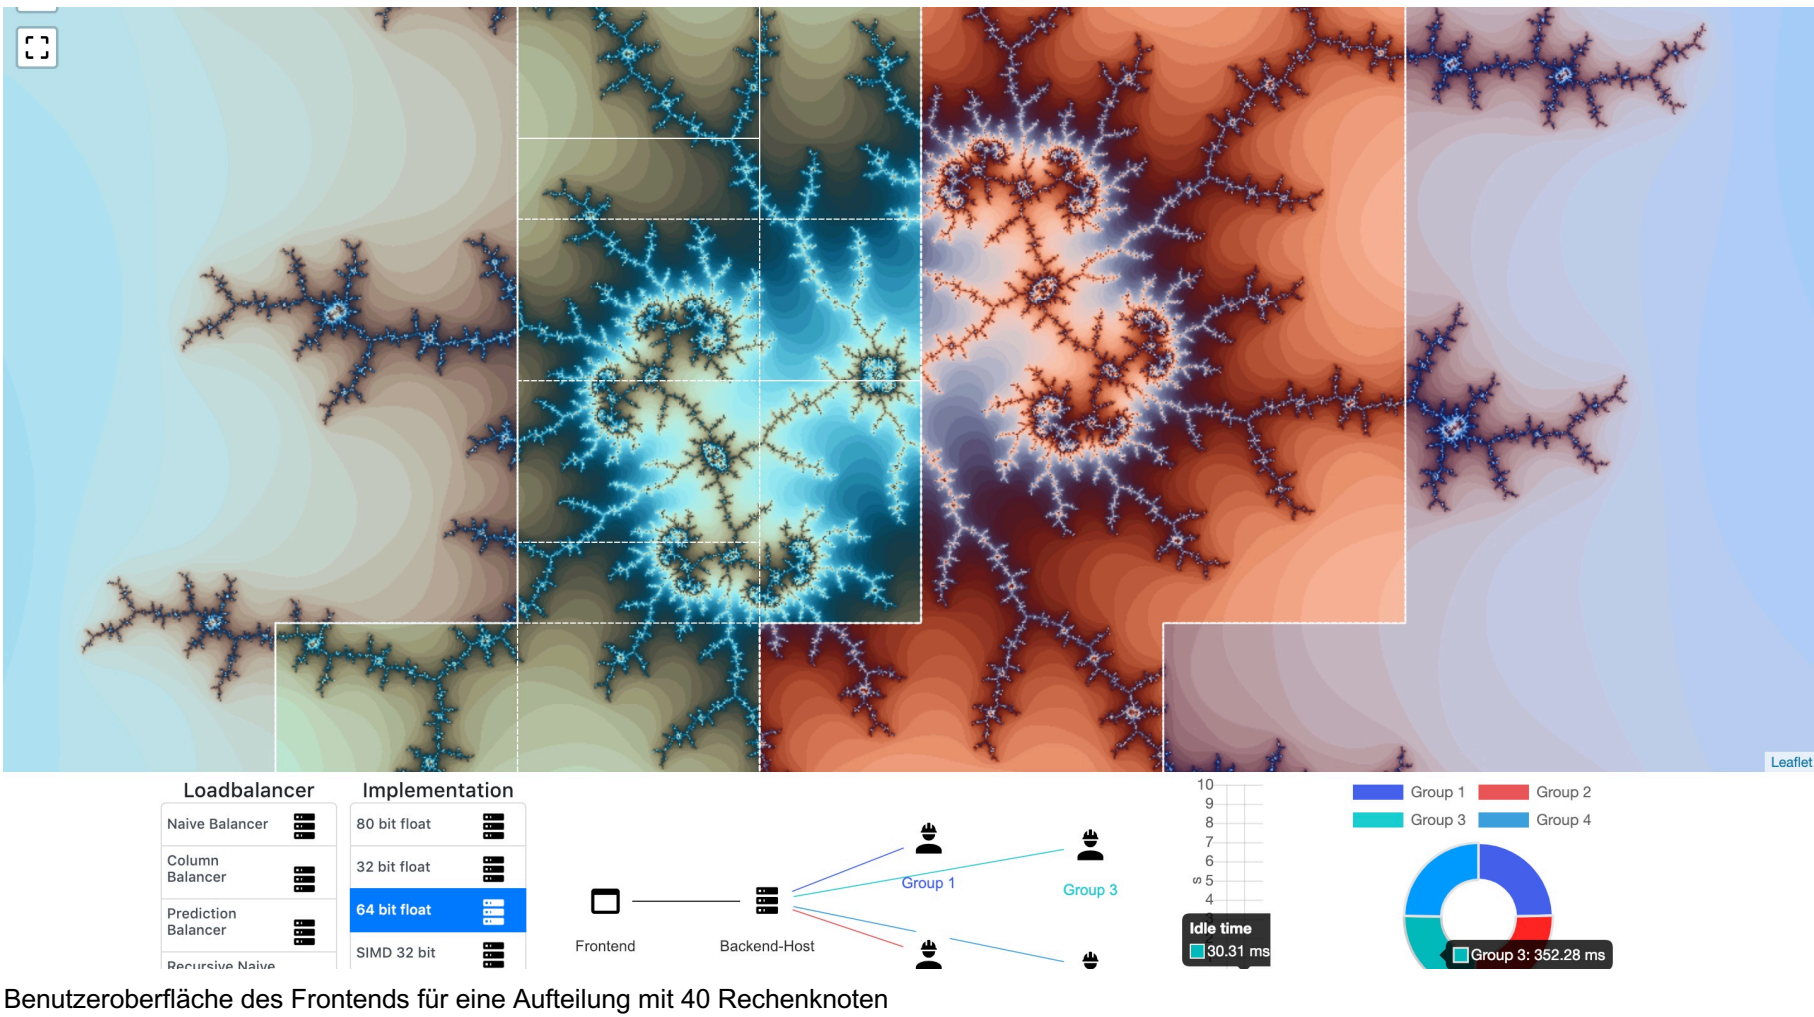 Leaflet
Loadbalancer
Implementation
Naive Balancer
Column
Balancer
Prediction
Balancer
Recursive Naive
80 bit float
32 bit float
64 bit float
SIMD 32 bit
Frontend
Backend-Host
Group 1
Group 3
10
9
8
7
6
5
4
s
Idle time
30.31 ms
Group 1
Group 2
Group 3
Group 4
Group 3: 352.28 ms
Benutzeroberfläche des Frontends für eine Aufteilung mit 40 Rechenknoten